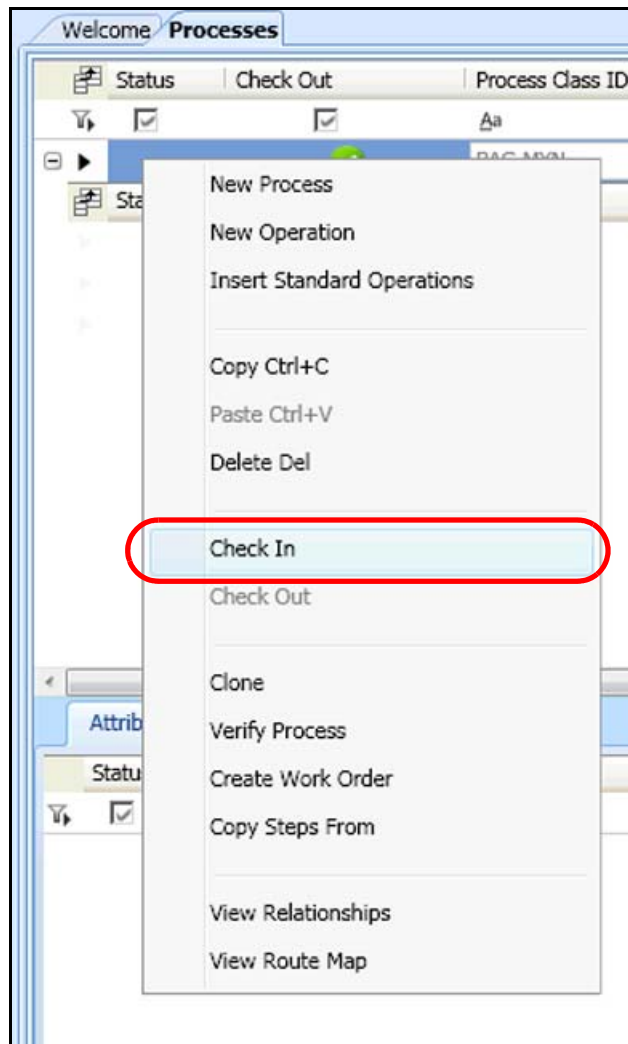 Welcome Processes
Status Check Out Process Class ID
Aa
New Process
New Operation
Insert Standard Operations
Copy Ctrl+C
Paste Ctrl+V
Delete Del
Check In
Check Out
Clone
Verify Process
Create Work Order
Copy Steps From
View Relationships
View Route Map